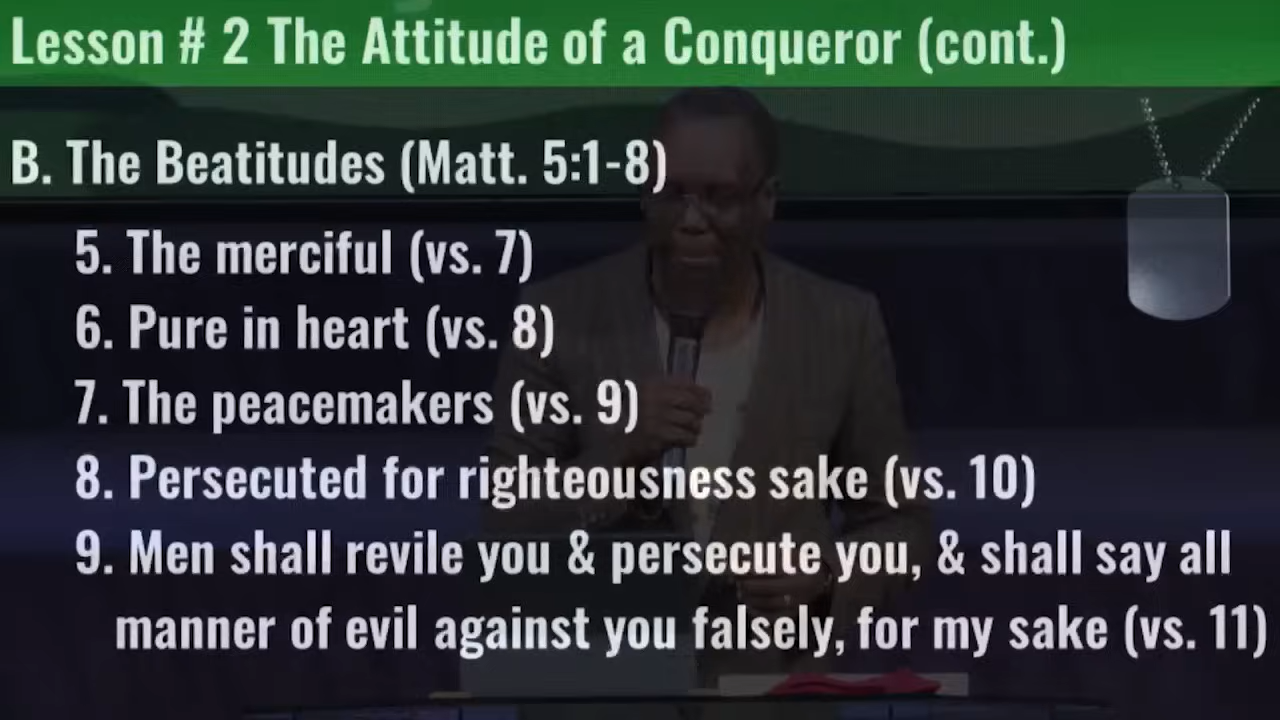 Lesson # 2 The Attitude of a Conqueror (cont.)
B. The Beatitudes (Matt. 5:1-8)
5. The merciful (vs. 7)
6. Pure in heart (vs. 8)
7. The peacemakers (vs. 9)
8. Persecuted for righteousness sake (vs. 10)
9. Men shall revile you & persecute you, & shall say all
manner of evil against you falsely, for my sake (vs. 11)